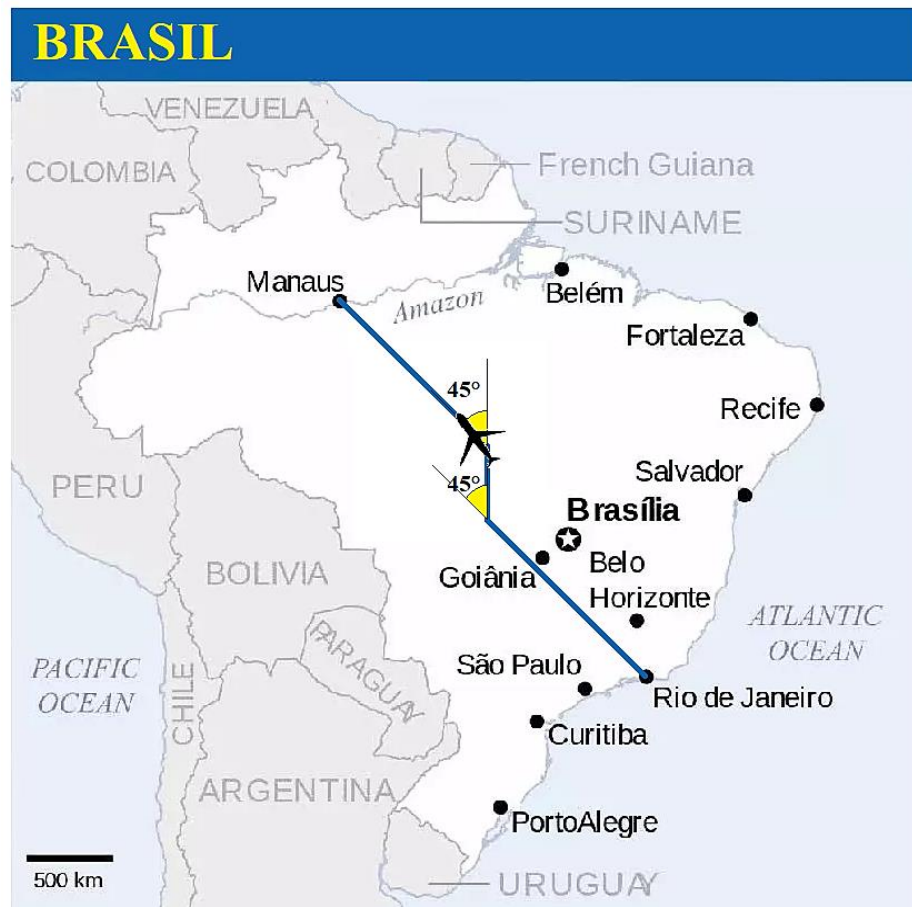 BRASIL
VENEZUELA
COLOMBIA
French Guiana
SURINAME
Manaus
Amazon
Belém
Fortaleza
45°
Recife
PERU
45°
Salvador
Brasília
BOLIVIA
Goiânia
Belo
Horizonte
ATLANTIC
OCEAN
PARAGUAY
PACIFIC
OCEAN
CHILE
São Paulo
Rio de Janeiro
Curitiba
ARGENTINA
PortoAlegre
500 km
URUGUAY